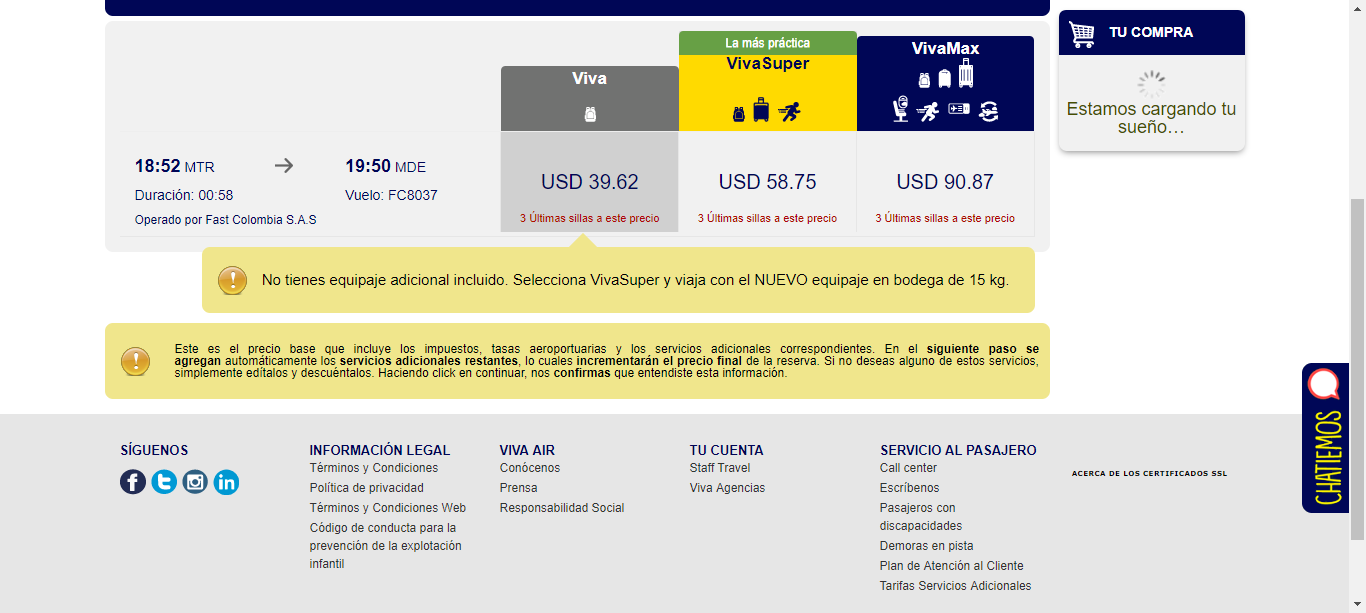 TU COMPRA
Estamos cargando tu
sueño…
La más práctica
Viva
VivaSuper
VivaMax
18:52 MTR
19:50 MDE
Duración: 00:58
Vuelo: FC8037
Operado por Fast Colombia S.A.S
USD 39.62
USD 58.75
USD 90.87
3 Últimas sillas a este precio
3 Últimas sillas a este precio
3 Últimas sillas a este precio
No tienes equipaje adicional incluido. Selecciona VivaSuper y viaja con el NUEVO equipaje en bodega de 15 kg.
Este es el precio base que incluye los impuestos, tasas aeroportuarias y los servicios adicionales correspondientes. En el siguiente paso se
agregan automáticamente los servicios adicionales restantes, lo cuales incrementarán el precio final de la reserva. Si no deseas alguno de estos servicios,
simplemente edítalos y descuéntalos. Haciendo click en continuar, nos confirmas que entendiste esta información.
CHATIEMOS
SÍGUENOS
INFORMACIÓN LEGAL
Términos y Condiciones
Política de privacidad
Términos y Condiciones Web
Código de conducta para la
prevención de la explotación
infantil
VIVA AIR
Conócenos
Prensa
Responsabilidad Social
TU CUENTA
Staff Travel
Viva Agencias
SERVICIO AL PASAJERO
Call center
Escríbenos
Pasajeros con
discapacidades
Demoras en pista
Plan de Atención al Cliente
Tarifas Servicios Adicionales
ACERCA DE LOS CERTIFICADOS SSL